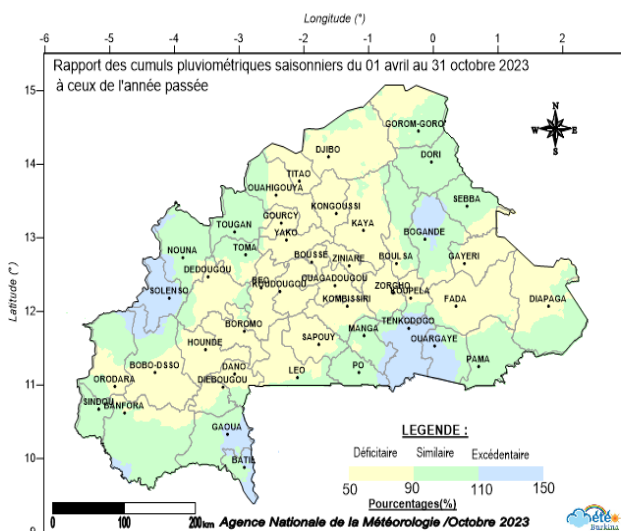 Longitude (°)
-6 -5 -4 -3 -2 -1 0 1 2
Rapport des cumuls pluviométriques saisonniers du 01 avril au 31 octobre 2023
à ceux de l'année passée
15
14
13
12
11
10
9
Latitude (°)
N
W E
S
GOROM-GORO
DJIBO
DORI
TITAO
OUAHIGOUYA
SEBBA
KONGOUSSI
GOURCY
TOUGAN
KAYA
YAKO
BOGANDE
TOMA
NOUNA
BOUSSE
ZINIARE
BOULSA
GAYERI
DEDOUGOU
REO
KOUDOUGOU
OUAGADOUGOU
ZORGHO
KOUPELA
SOLENSO
KOMBISSIRI
FADA
DIAPAGA
BOROMO
TENKODOGO
MANGA
HOUNDE
SAPOUY
OUARGAYE
BOBO-DSSO
DANO
LEO
PO
PAMA
ORODARA
DIEBOUGOU
SINDOU
BANFORA
GAOUA
BATIE
LEGENDE :
Déficitaire Similaire Excédentaire
50 90 110 150
Pourcentages(%)
0 100 200 km
Agence Nationale de la Météorologie /Octobre 2023
météo
Burkina